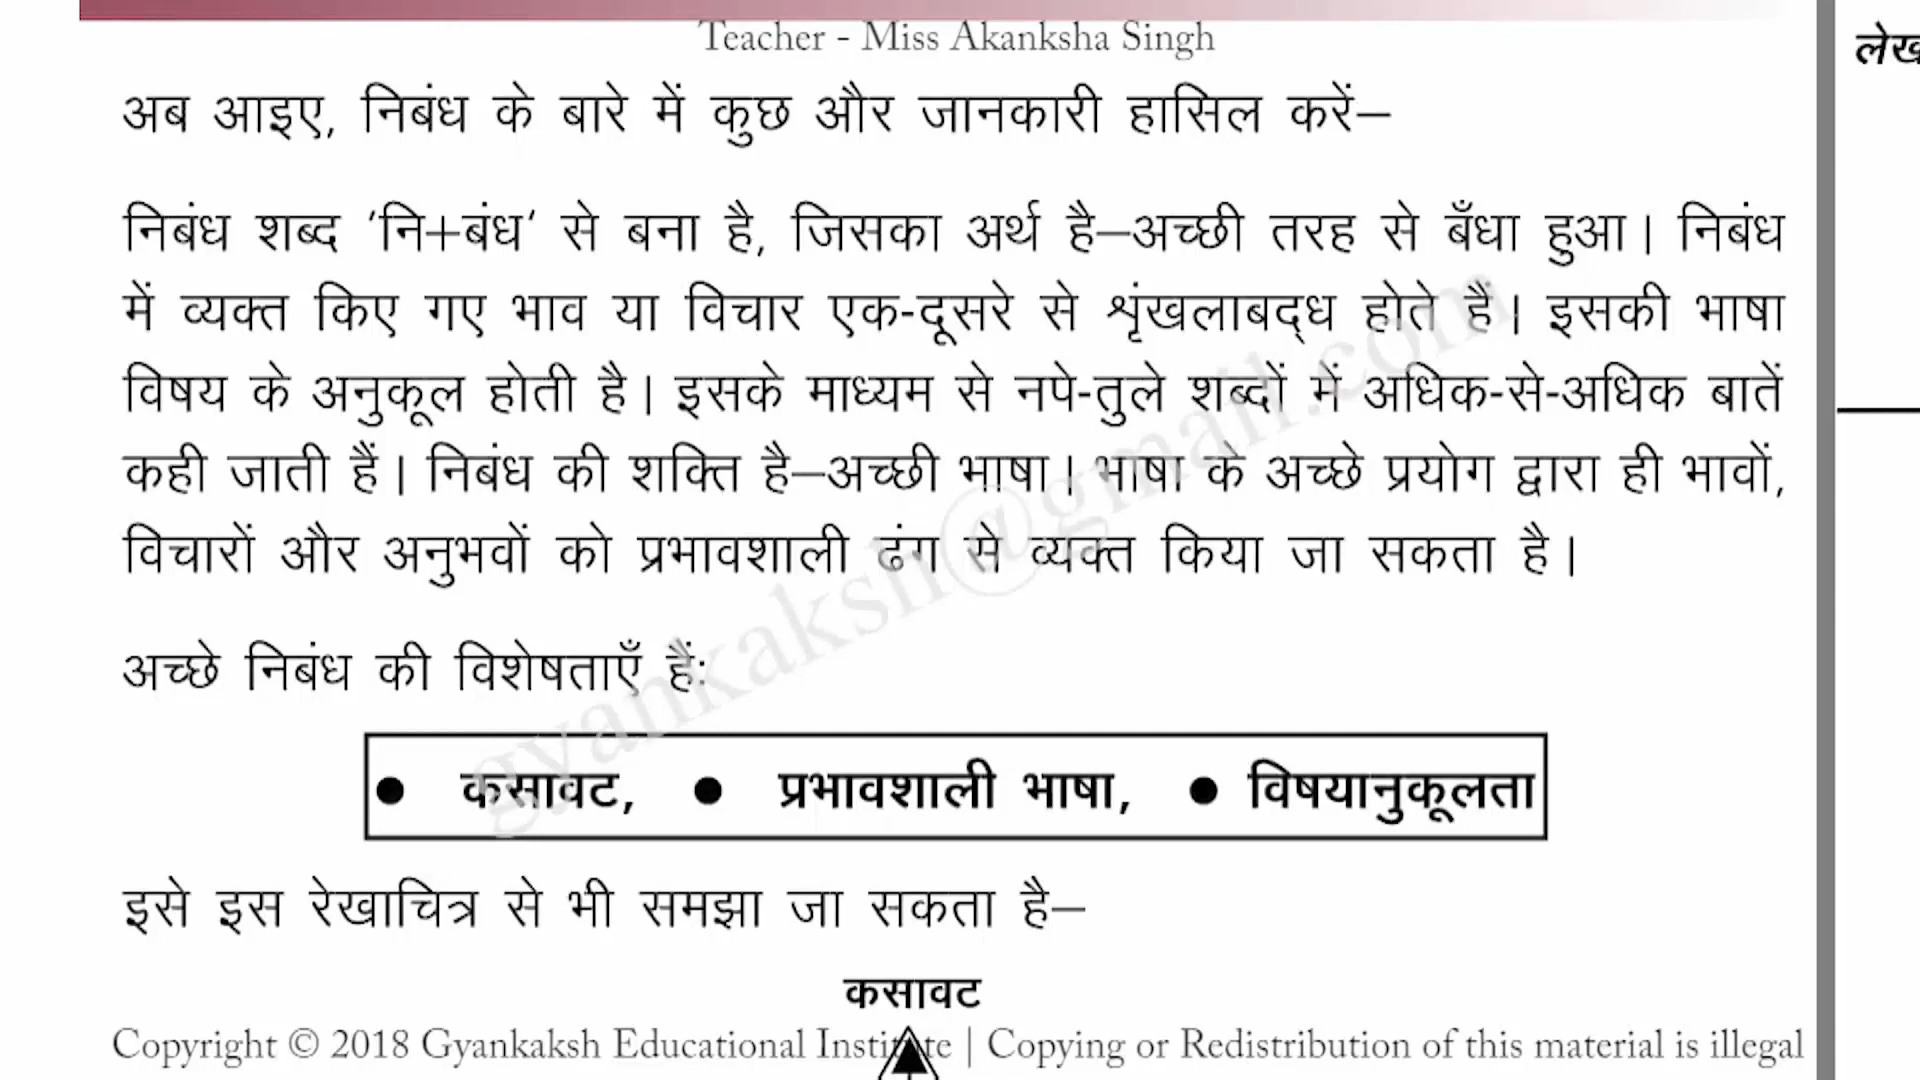 Teacher - Miss Akanksha Singh
लेख
अब आइए, निबंध के बारे में कुछ और जानकारी हासिल करें–
निबंध शब्द ‘नि+बंध’ से बना है, जिसका अर्थ है–अच्छी तरह से बँधा हुआ। निबंध
में व्यक्त किए गए भाव या विचार एक-दूसरे से शृंखलाबद्ध होते हैं। इसकी भाषा
विषय के अनुकूल होती है। इसके माध्यम से नपे-तुले शब्दों में अधिक-से-अधिक बातें
कही जाती हैं। निबंध की शक्ति है–अच्छी भाषा। भाषा के अच्छे प्रयोग द्वारा ही भावों,
विचारों और अनुभवों को प्रभावशाली ढंग से व्यक्त किया जा सकता है।
gyankaksh@gmail.com
अच्छे निबंध की विशेषताएँ हैं:
● कसावट, ● प्रभावशाली भाषा, ● विषयानुकूलता
इसे इस रेखाचित्र से भी समझा जा सकता है–
कसावट
Copyright © 2018 Gyankaksh Educational Institute | Copying or Redistribution of this material is illegal